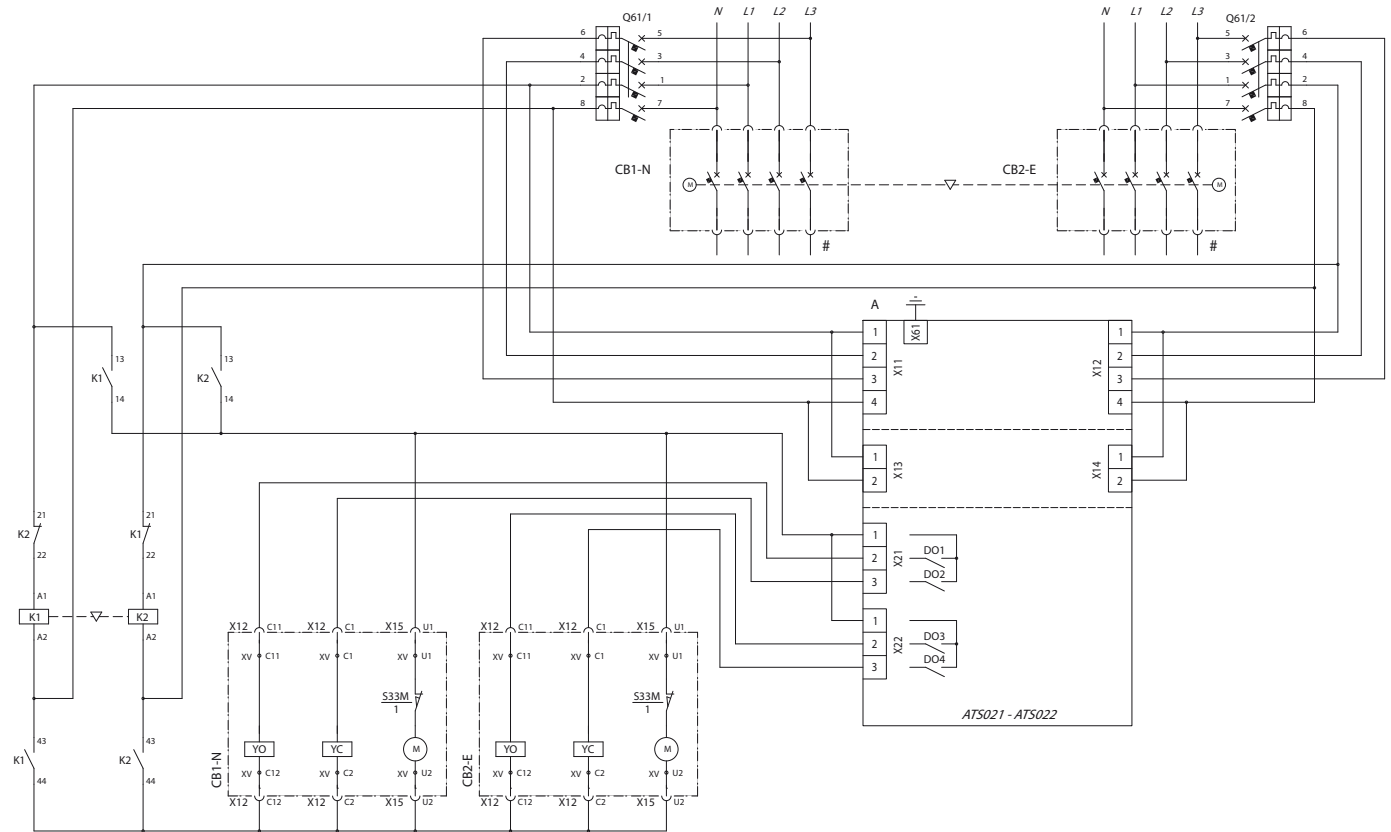 Q61/1 N L1 L2 L3 N L1 L2 L3 Q61/2
6 5 5 6
4 3 3 4
2 1 1 2
8 7 7 8
CB1-N M CB2-E M
# #
A
X61
1 1
2 X11 X12 2
3 3
4 4
13 13
K1 K2
14 14
1 X13 X14 1
2 2
21 21
K2 K1
22 22
1
2 X21 DO1
3 DO2
A1 A1
K1 K2
A2 A2
1
2 X22 DO3
3 DO4
X12 C11 X12 C1 X15 U1 X12 C11 X12 C1 X15 U1
XV C11 XV C1 XV U1 XV C11 XV C1 XV U1
S33M S33M
1 1
ATS021 - ATS022
43 43
K1 K2
44 44
CB1-N YO YC M CB2-E YO YC M
XV C12 XV C2 XV U2 XV C12 XV C2 XV U2
X12 C12 X12 C2 X15 U2 X12 C12 X12 C2 X15 U2